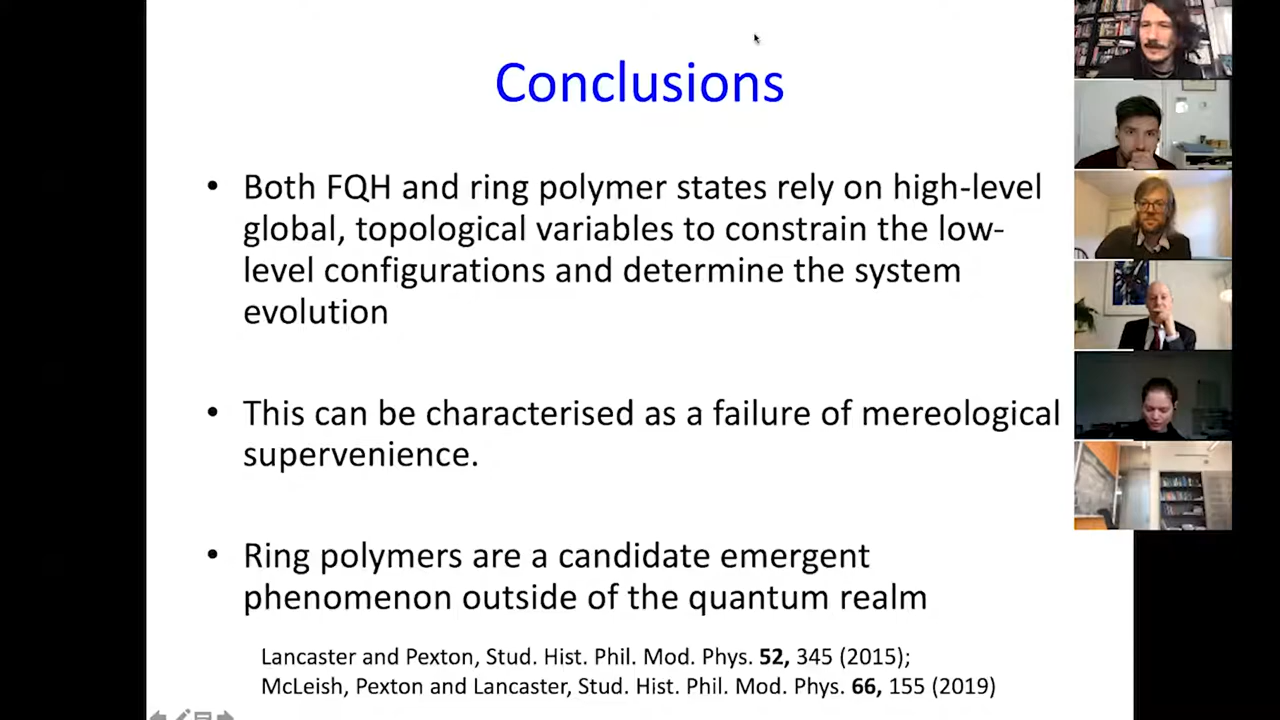 Conclusions
• Both FQH and ring polymer states rely on high-level
global, topological variables to constrain the low-
level configurations and determine the system
evolution
• This can be characterised as a failure of mereological
supervenience.
• Ring polymers are a candidate emergent
phenomenon outside of the quantum realm
Lancaster and Pexton, Stud. Hist. Phil. Mod. Phys. 52, 345 (2015);
McLeish, Pexton and Lancaster, Stud. Hist. Phil. Mod. Phys. 66, 155 (2019)